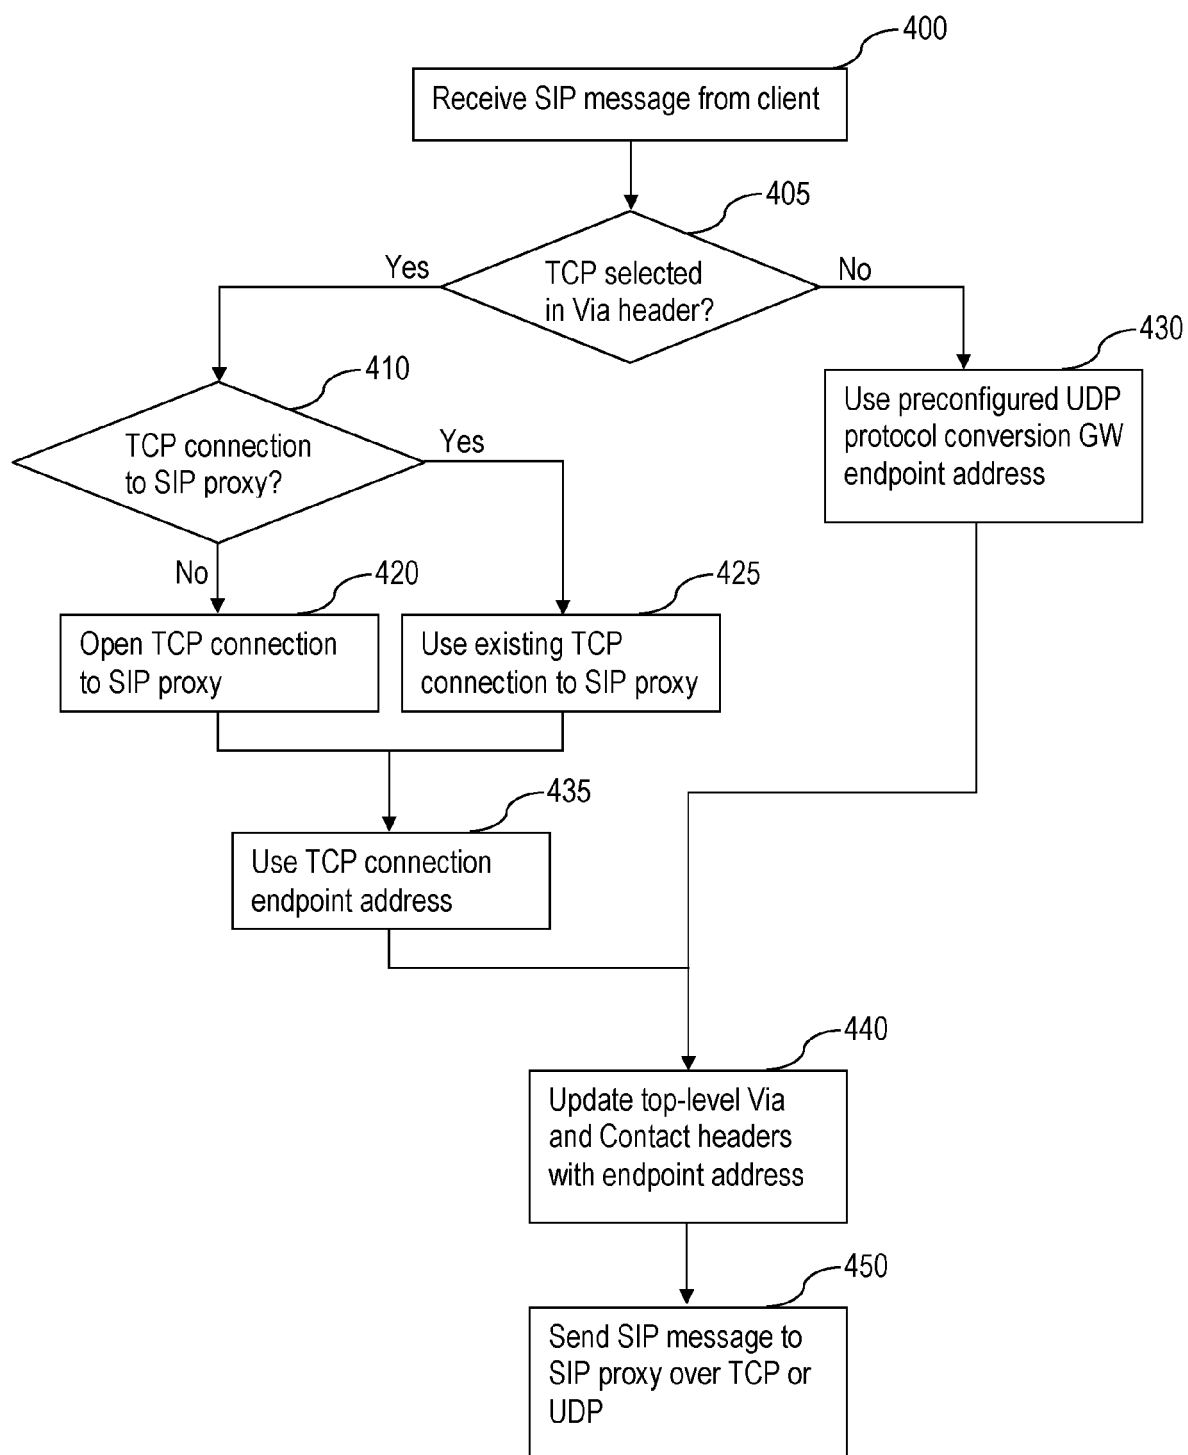 400
Receive SIP message from client
405
TCP selected
in Via header?
Yes
No
410
TCP connection
to SIP proxy?
Yes
No
430
Use preconfigured UDP
protocol conversion GW
endpoint address
420
Open TCP connection
to SIP proxy
425
Use existing TCP
connection to SIP proxy
435
Use TCP connection
endpoint address
440
Update top-level Via
and Contact headers
with endpoint address
450
Send SIP message to
SIP proxy over TCP or
UDP